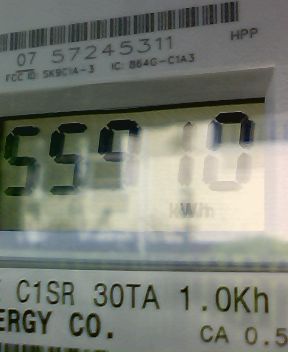 HPP
07 57245311
FCC ID: SK9C1A-3 IC: 864G-C1A3
55910
kWh
C1SR 30TA 1.0Kh
ERGY CO.
CA 0.5